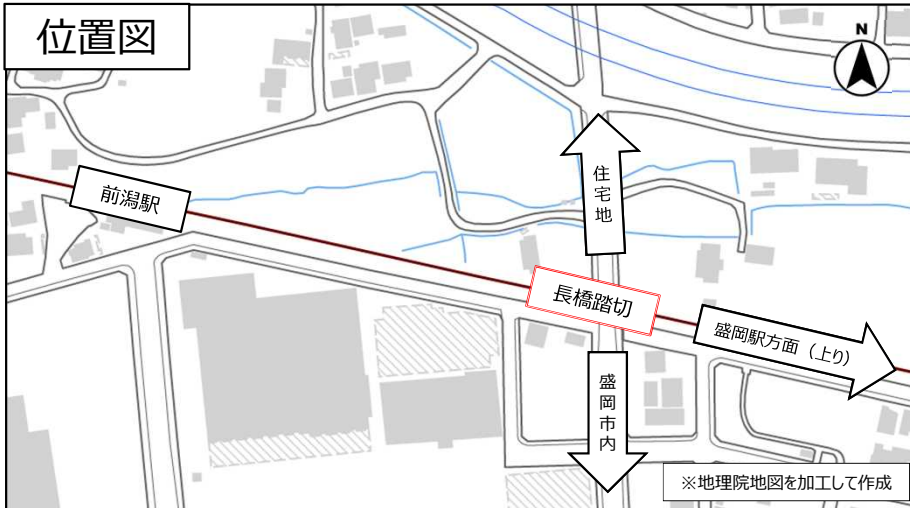 位置図
N
住宅地
前潟駅
長橋踏切
盛岡駅方面（上り）
盛岡市内
※地理院地図を加工して作成